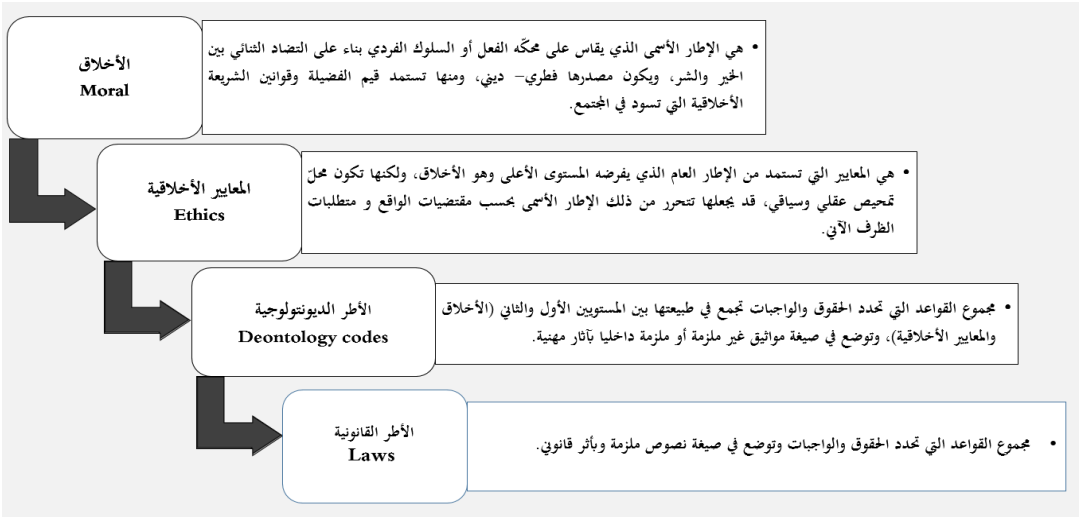 الأخلاق
Moral
• هي الإطار الأسمى الذي يقاس على محكّه الفعل أو السلوك الفردي بناء على التضاد الثنائي بين
الخير والشر، ويكون مصدرها فطري– ديني، ومنها تستمد قيم الفضيلة وقوانين الشريعة
الأخلاقية التي تسود في المجتمع.
المعايير الأخلاقية
Ethics
• هي المعايير التي تستمد من الإطار العام الذي يفرضه المستوى الأعلى وهو الأخلاق، ولكنها تكون محلّ
تمحيص عقلي وسياقي، قد يجعلها تتحرر من ذلك الإطار الأسمى بحسب مقتضيات الواقع و متطلبات
الظرف الآني.
الأطر الديونتولوجية
Deontology codes
• مجموع القواعد التي تحدد الحقوق والواجبات تجمع في طبيعتها بين المستويين الأول والثاني (الأخلاق
والمعايير الأخلاقية)، وتوضع في صيغة مواثيق غير ملزمة أو ملزمة داخليا بآثار مهنية.
الأطر القانونية
Laws
• مجموع القواعد التي تحدد الحقوق والواجبات وتوضع في صيغة نصوص ملزمة وبأثر قانوني.